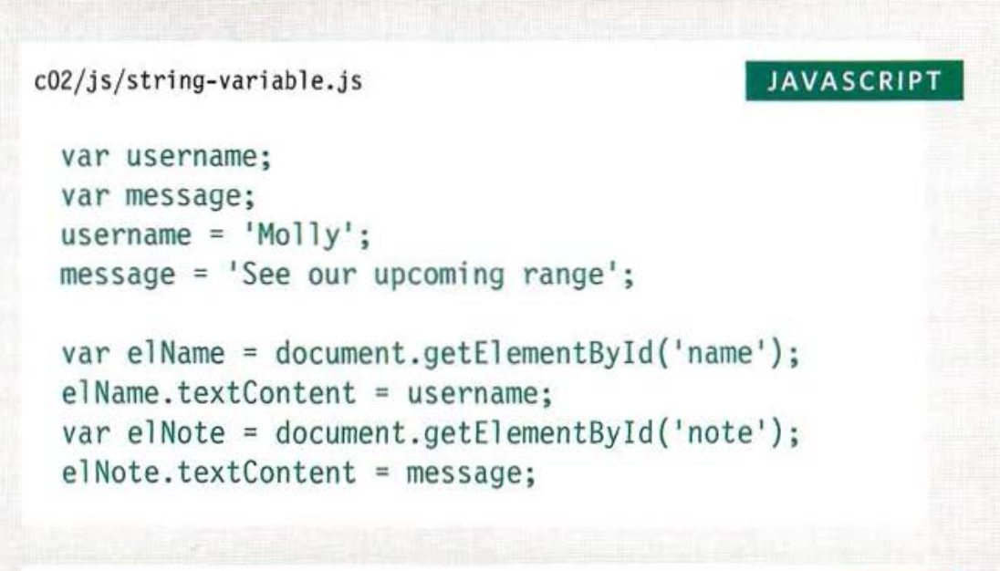 c02/js/string-variable.js JAVASCRIPT
var username;
var message;
username = 'Molly';
message = 'See our upcoming range';
var elName = document.getElementById('name');
elName.textContent = username;
var elNote = document.getElementById('note');
elNote.textContent = message;